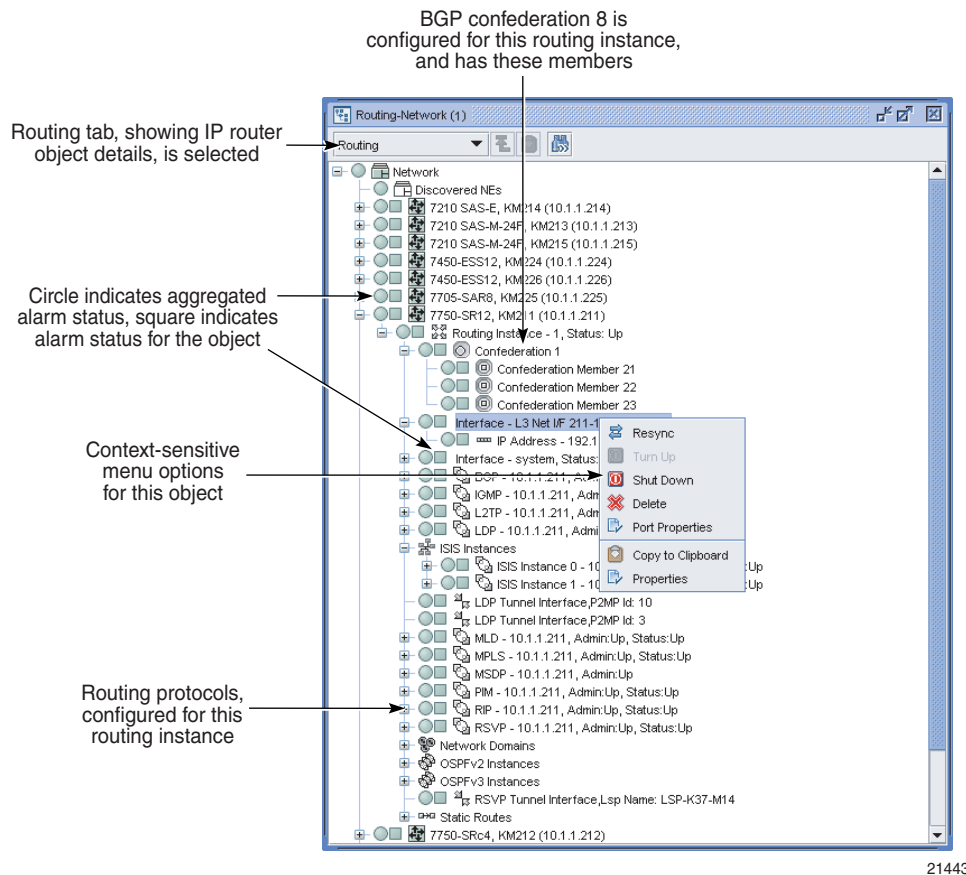 BGP confederation 8 is
configured for this routing instance,
and has these members
Routing-Network (1)
Routing tab, showing IP router
object details, is selected
Routing
Network
Discovered NEs
7210 SAS-E, KM214 (10.1.1.214)
7210 SAS-M-24F, KM213 (10.1.1.213)
7210 SAS-M-24F, KM215 (10.1.1.215)
7450-ESS12, KM224 (10.1.1.224)
7450-ESS12, KM226 (10.1.1.226)
Circle indicates aggregated
alarm status, square indicates
alarm status for the object
7705-SAR8, KM225 (10.1.1.225)
7750-SR12, KM211 (10.1.1.211)
Routing Instance - 1, Status: Up
Confederation 1
Confederation Member 21
Confederation Member 22
Confederation Member 23
Interface - L3 Net I/F 211-1
IP Address - 192.1
Interface - system, Status:
BGP - 10.1.1.211, Adm
IGMP - 10.1.1.211, Adm
L2TP - 10.1.1.211, Adm
LDP - 10.1.1.211, Admi
Context-sensitive
menu options
for this object
Resync
Turn Up
Shut Down
Delete
Port Properties
Copy to Clipboard
Properties
ISIS Instances
ISIS Instance 0 - 10 Up
ISIS Instance 1 - 10 Up
LDP Tunnel Interface,P2MP Id: 10
LDP Tunnel Interface,P2MP Id: 3
MLD - 10.1.1.211, Admin:Up, Status:Up
MPLS - 10.1.1.211, Admin:Up, Status:Up
MSDP - 10.1.1.211, Admin:Up
PIM - 10.1.1.211, Admin:Up, Status:Up
RIP - 10.1.1.211, Admin:Up, Status:Up
RSVP - 10.1.1.211, Admin:Up, Status:Up
Routing protocols,
configured for this
routing instance
Network Domains
OSPFv2 Instances
OSPFv3 Instances
RSVP Tunnel Interface,Lsp Name: LSP-K37-M14
Static Routes
7750-SRc4, KM212 (10.1.1.212)
21443